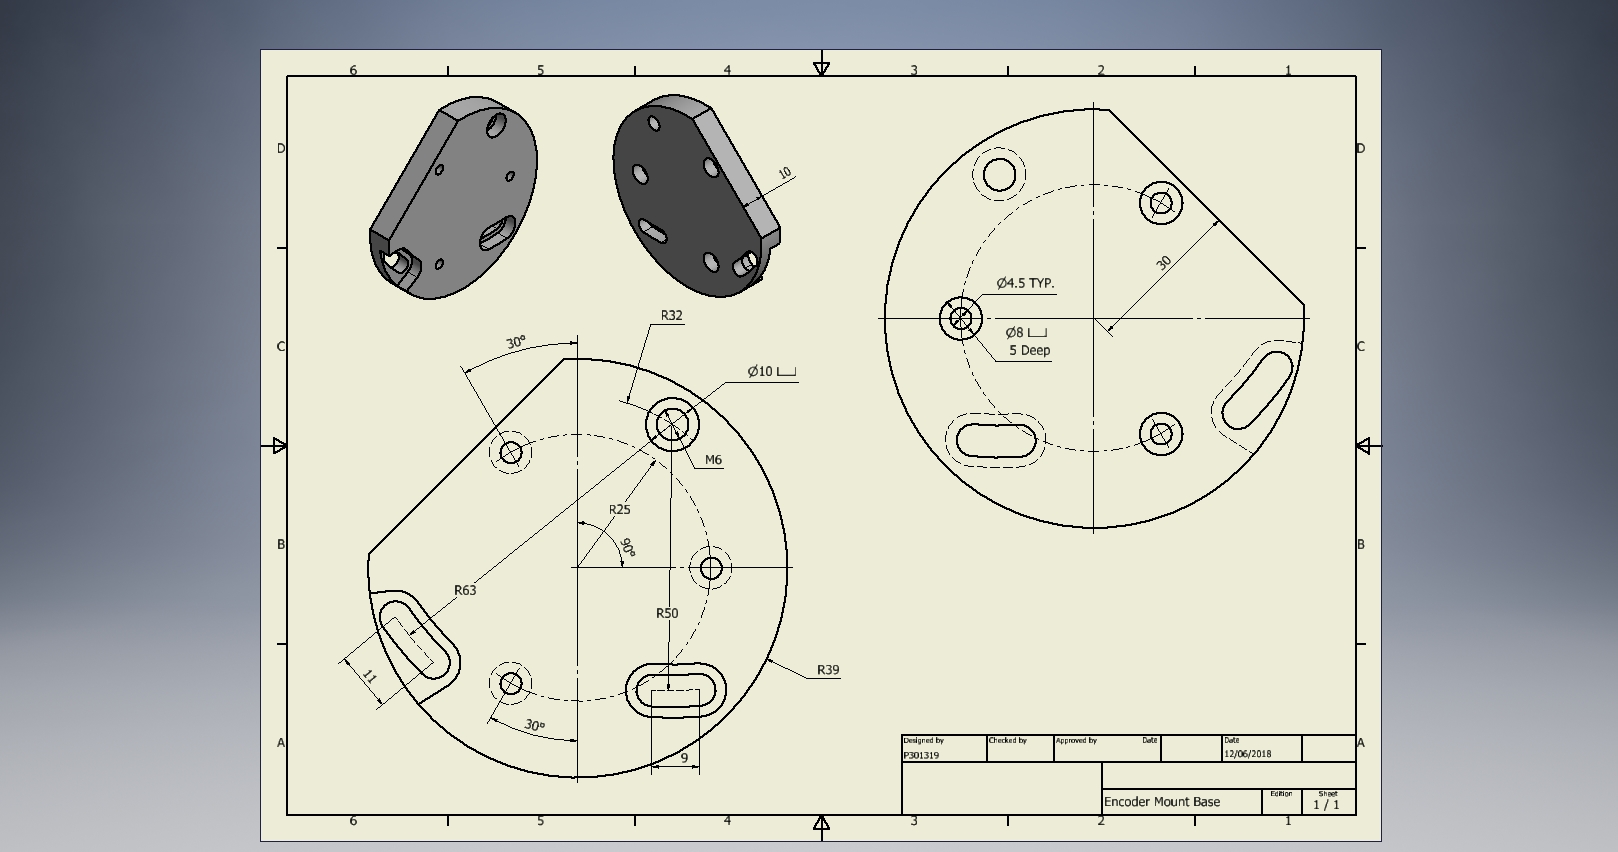 6 5 4 3 2 1
D D
10
30
Ø4.5 TYP.
Ø8 ⌴
5 Deep
C C
R32
30°
Ø10 ⌴
M6
R25
90°
B B
R63
R50
11
R39
30°
9
A A
Designed by Checked by Approved by Date Date
P301319 12/06/2018
Edition Sheet
Encoder Mount Base 1 / 1
6 5 4 3 2 1